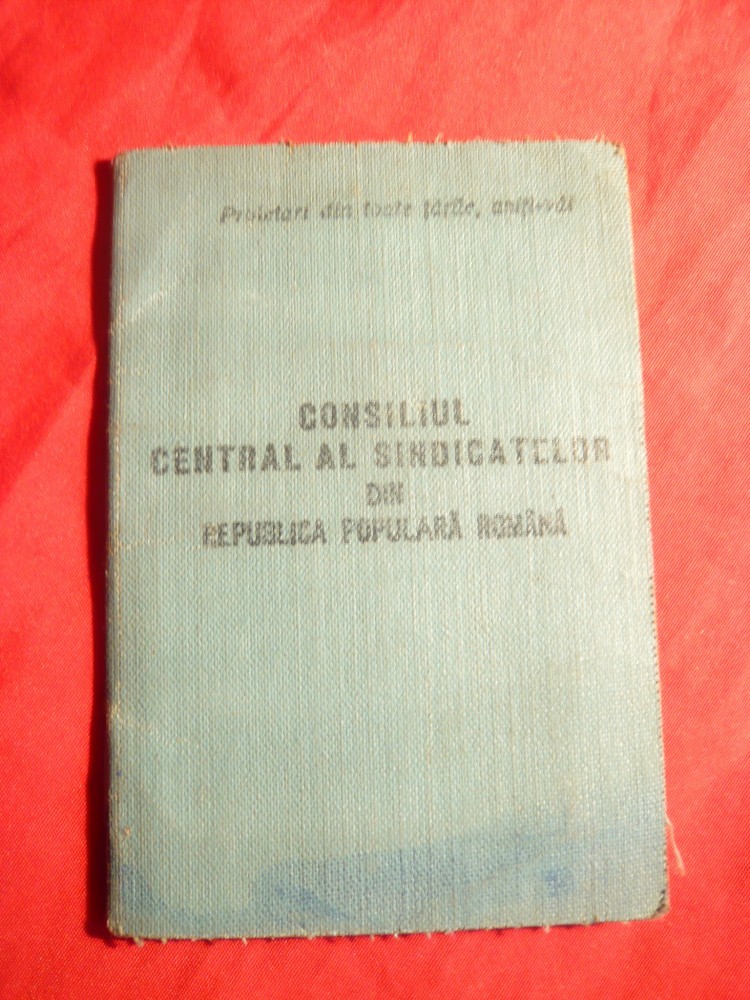 Proletari din toate țările, uniți-vă!
CONSILIUL
CENTRAL AL SINDICATELOR
DIN
REPUBLICA POPULARĂ ROMÂNĂ